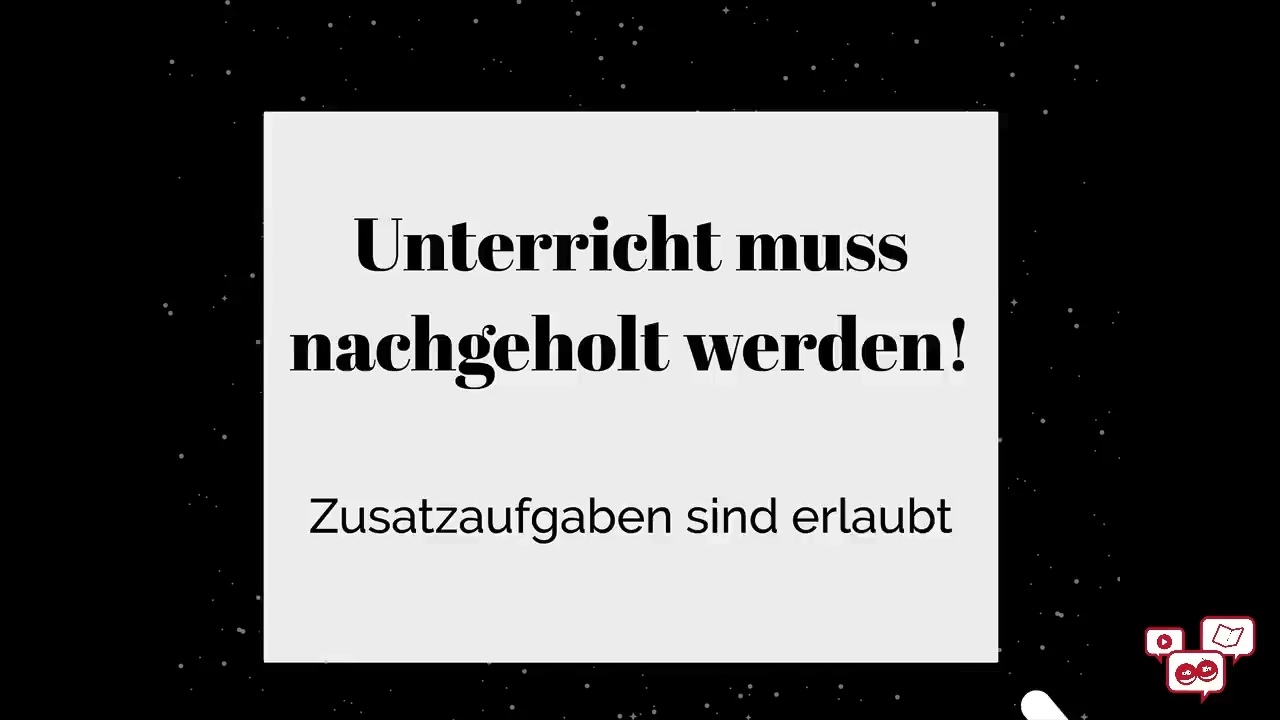 Unterricht muss
nachgeholt werden!
Zusatzaufgaben sind erlaubt